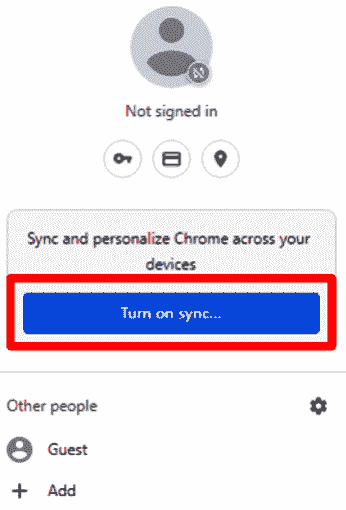 Not signed in
Sync and personalize Chrome across your
devices
Turn on sync...
Other people
Guest
Add